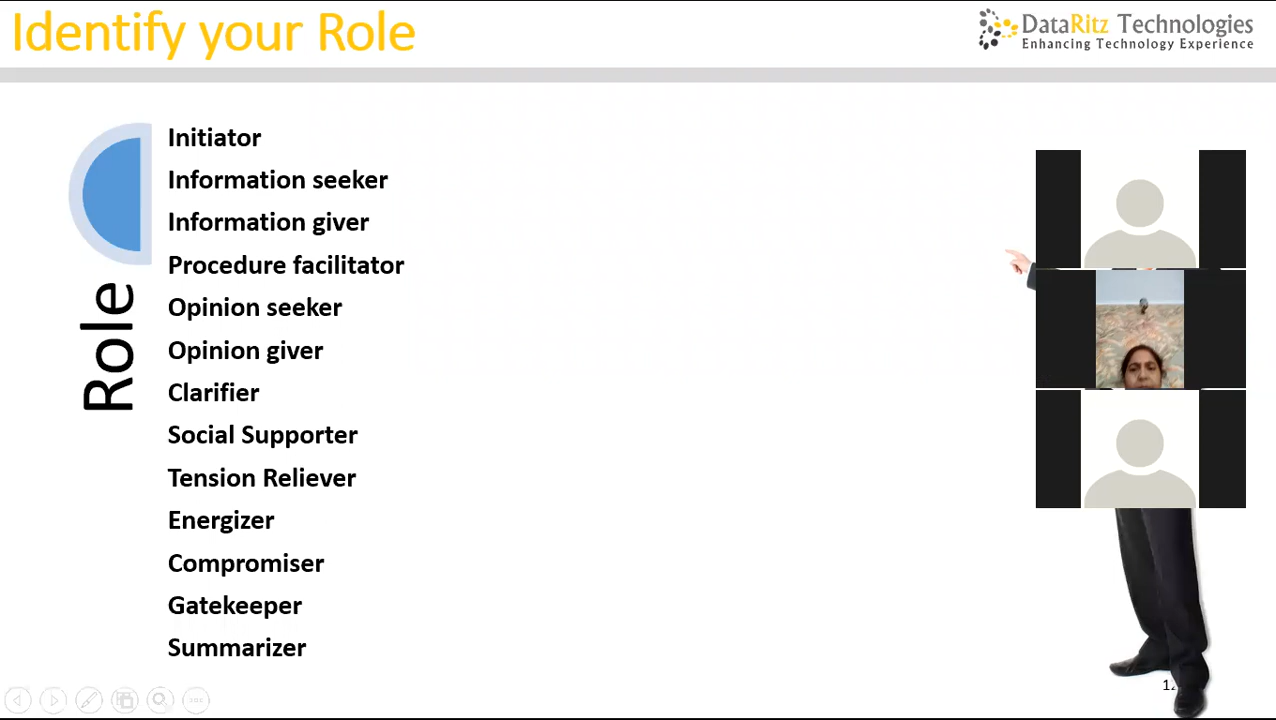 Identify your Role
DataRitz Technologies
Enhancing Technology Experience
Role
Initiator
Information seeker
Information giver
Procedure facilitator
Opinion seeker
Opinion giver
Clarifier
Social Supporter
Tension Reliever
Energizer
Compromiser
Gatekeeper
Summarizer